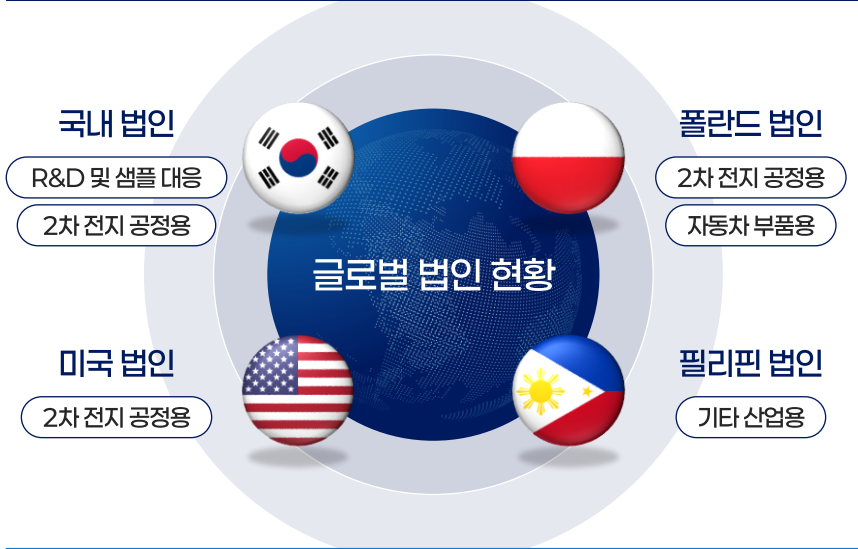 국내 법인
R&D 및 샘플 대응
2차 전지 공정용
폴란드 법인
2차 전지 공정용
자동차 부품용
글로벌 법인 현황
미국 법인
2차 전지 공정용
필리핀 법인
기타 산업용